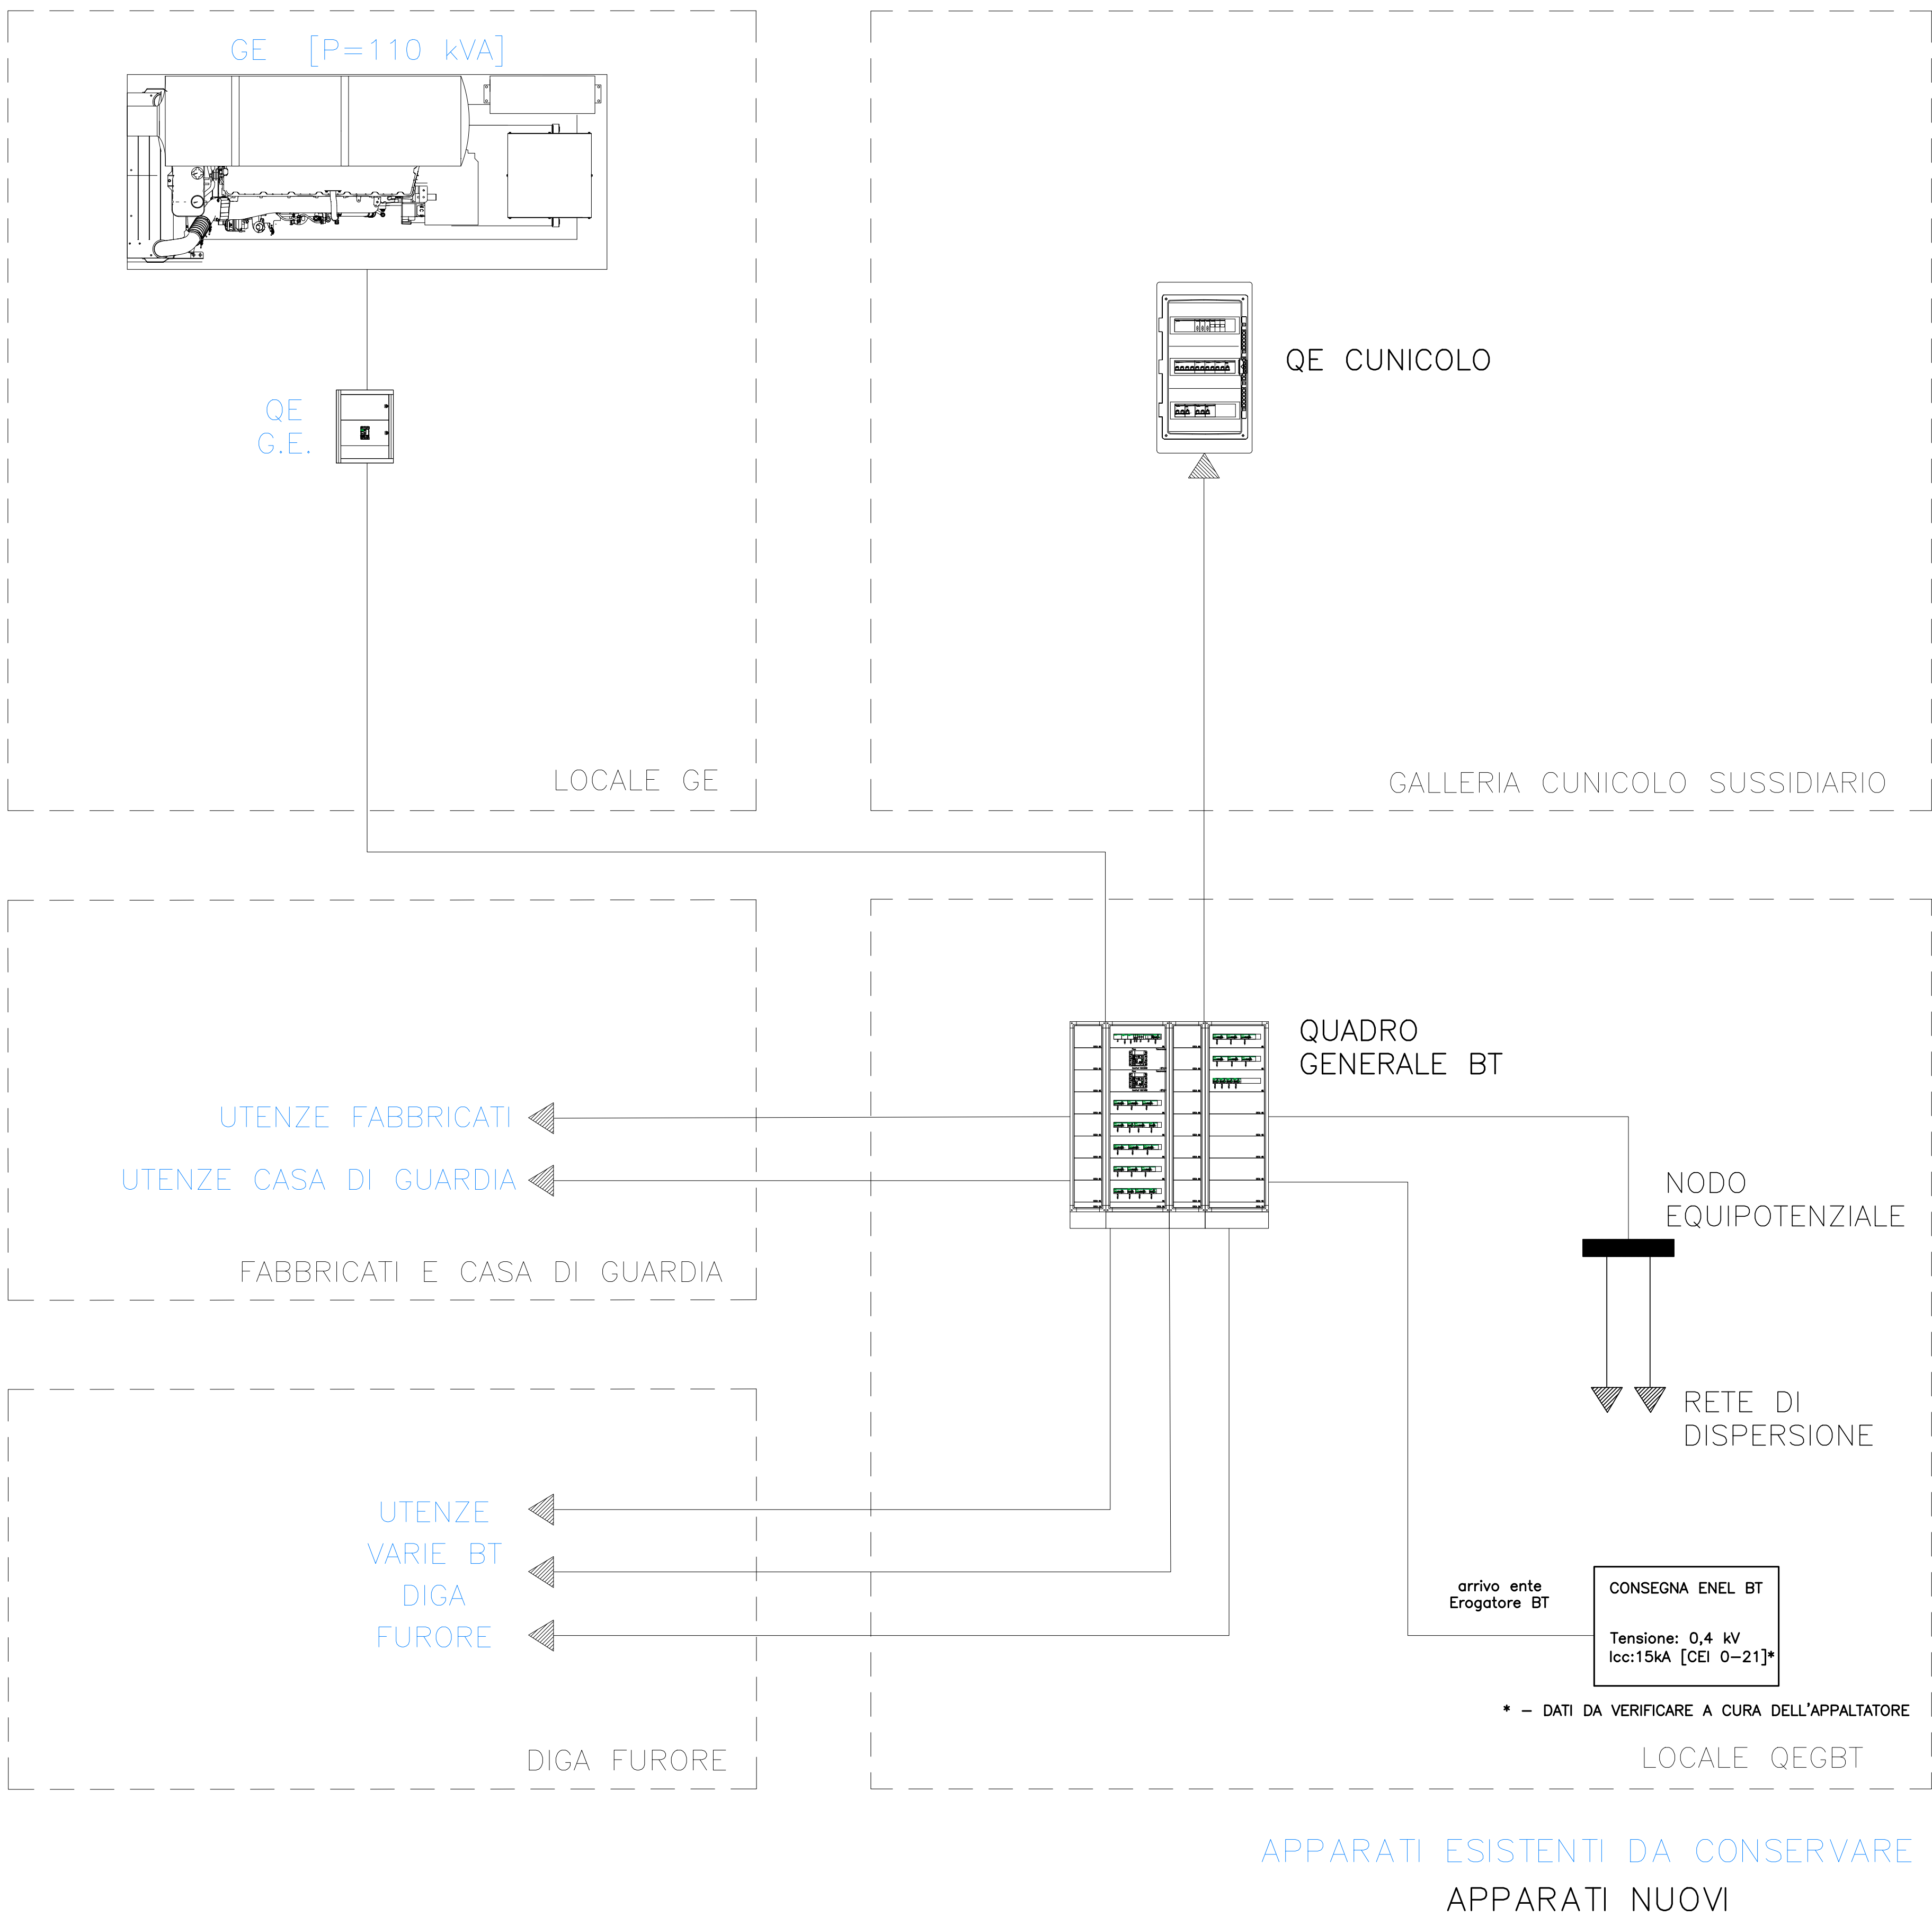 GE [P=110 kVA]
QE
G.E.
LOCALE GE
QE CUNICOLO
GALLERIA CUNICOLO SUSSIDIARIO
QUADRO
GENERALE BT
UTENZE FABBRICATI
UTENZE CASA DI GUARDIA
FABBRICATI E CASA DI GUARDIA
NODO
EQUIPOTENZIALE
RETE DI
DISPERSIONE
UTENZE
VARIE BT
DIGA
FURORE
DIGA FURORE
arrivo ente
Erogatore BT
CONSEGNA ENEL BT
Tensione: 0,4 kV
Icc:15kA [CEI 0-21]*
* - DATI DA VERIFICARE A CURA DELL'APPALTATORE
LOCALE QEGBT
APPARATI ESISTENTI DA CONSERVARE
APPARATI NUOVI